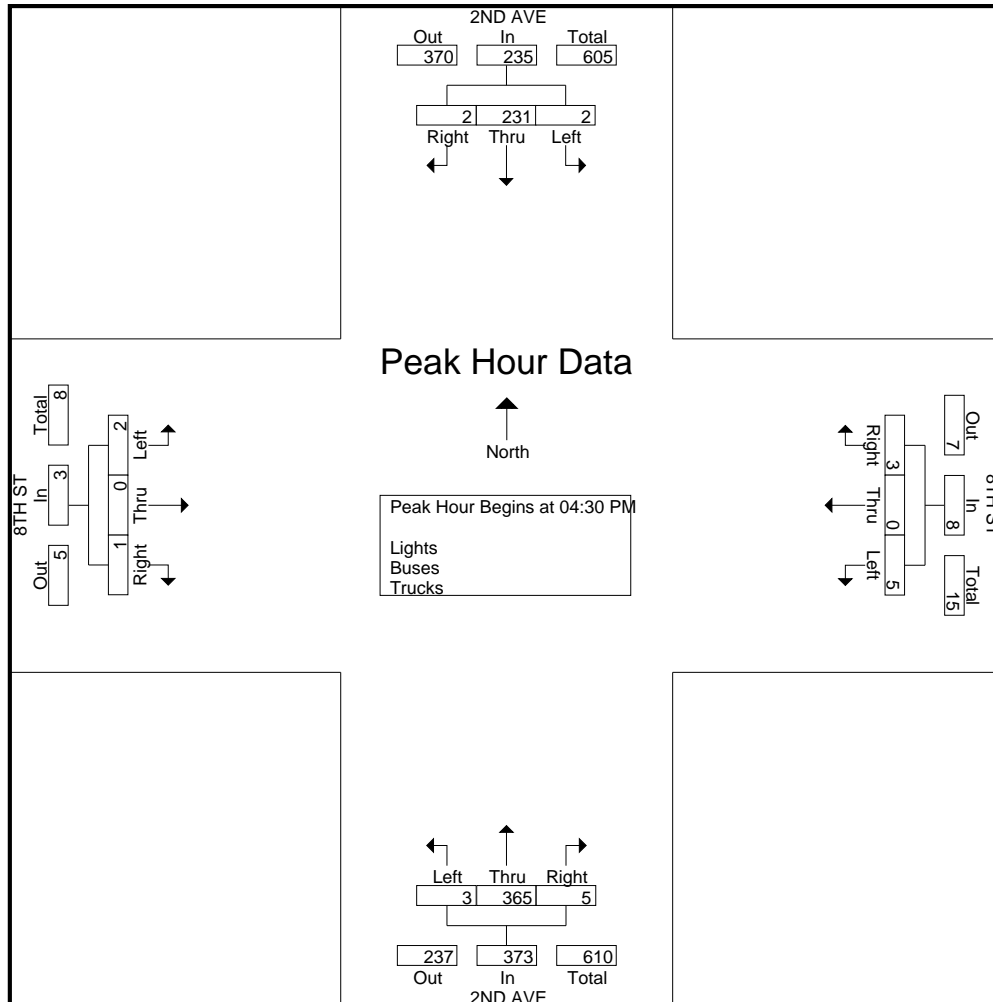 2ND AVE
Out In Total
370 235 605
2 231 2
Right Thru Left
Peak Hour Data
North
Peak Hour Begins at 04:30 PM
Lights
Buses
Trucks
8TH ST
Total In Out
8 3 5
2 0 1
Left Thru Right
Right Thru Left
3 0 5
Out In Total
7 8 15
8TH ST
Left Thru Right
3 365 5
237 373 610
Out In Total
2ND AVE